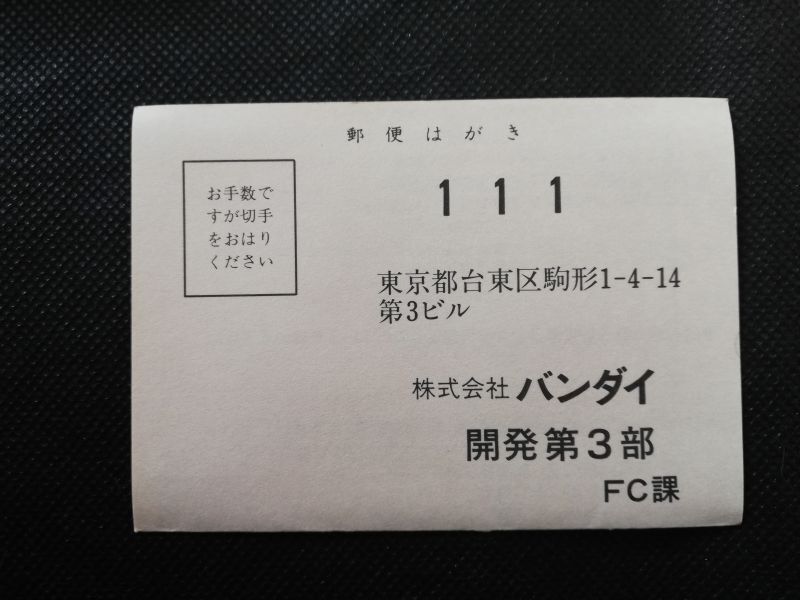 郵便はがき
お手数で
すが切手
をおはり
ください
111
東京都台東区駒形1-4-14
第3ビル
株式会社 バンダイ
開発第3部
FC課